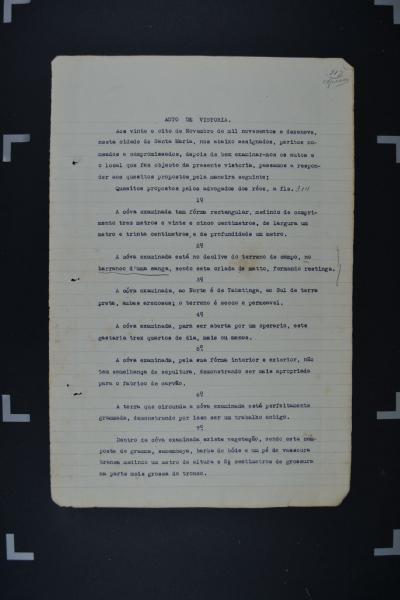 AUTO DE VISTORIA.
Aos vinte e oito de Novembro de mil novecentos e dezenove,
nesta cidade de Santa Maria, nos abaixo assignados, peritos no-
meados e compromissados, depois de bem examinar-mos os autos e
o local que faz objecto da presente vistoria, passamos a respon-
der aos quesitos propostos pela maneira seguinte:
Quesitos propostos pelos advogados dos réos, a fls.
1º
A cóva examinada tem fórma rectangular, medindo de compri-
mento tres metros e vinte e cinco centimetros, de largura um
metro e trinta centimetros e de profundidade um metro.
2º
A cóva examinada está no declive do terreno de campo, no
barranco d'uma sanga, sendo esta orlada de matto, formando restinga.
3º
A cóva examinada, ao Norte é de Tabatinga, ao Sul de terra
preta, ambas arenosas; o terreno é secco e permeavel.
4º
A cóva examinada, para ser aberta por um operario, este
gastaria tres quartos de dia, mais ou menos.
5º
A cóva examinada, pela sua fórma interior e exterior, não
tem semelhança de sepultura, demonstrando ser mais apropriada
para o fabrico de carvão.
6º
A terra que circunda a cóva examinada está perfeitamente
grammada, demonstrando por isso ser um trabalho antigo.
7º
Dentro da cóva examinada existe vegetação, sendo esta com-
posta de gramma, samambaya, barba de bóde e um pé de vassoura
branca medindo um metro de altura e 2½ centimetros de grossura
na parte mais grossa do tronco.